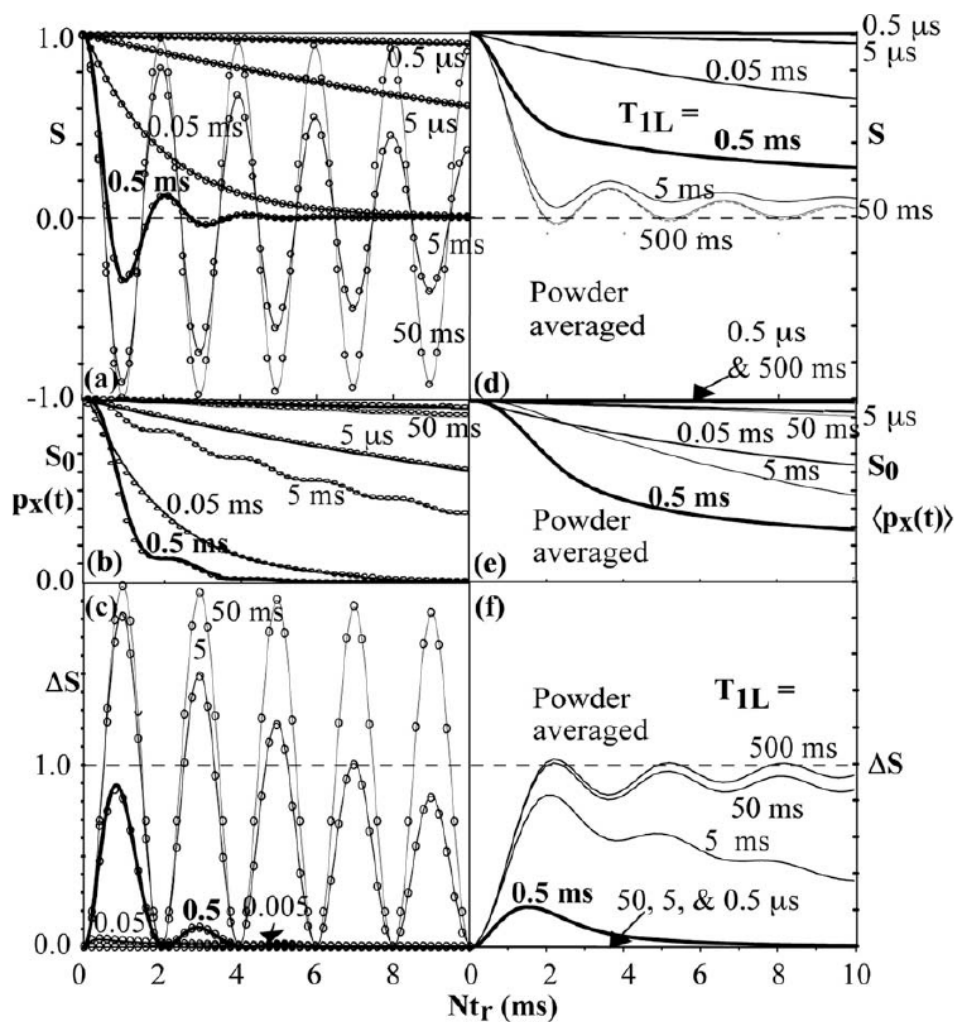 1.0
0.5 μs
0.5 μs
5 μs
0.05 ms
T1L =
S
0.05 ms
5 μs
0.5 ms
S
0.5 ms
5 ms
0.0
5 ms
50 ms
500 ms
Powder
averaged
50 ms
0.5 μs
& 500 ms
(a)
(d)
-1.0
50 ms
5 μs
5 μs
0.05 ms
50 ms
S0
5 ms
S0
px(t)
0.05 ms
5 ms
0.5 ms
⟨px(t)⟩
0.5 ms
Powder
averaged
(b)
(e)
0.0
(c)
50 ms
(f)
5
Powder
averaged
T1L =
ΔS
500 ms
1.0
ΔS
50 ms
5 ms
0.5 ms
50, 5, & 0.5 μs
0.05
0.5
0.005
0.0
0 2 4 6 8 0 2 4 6 8 10
Ntr (ms)